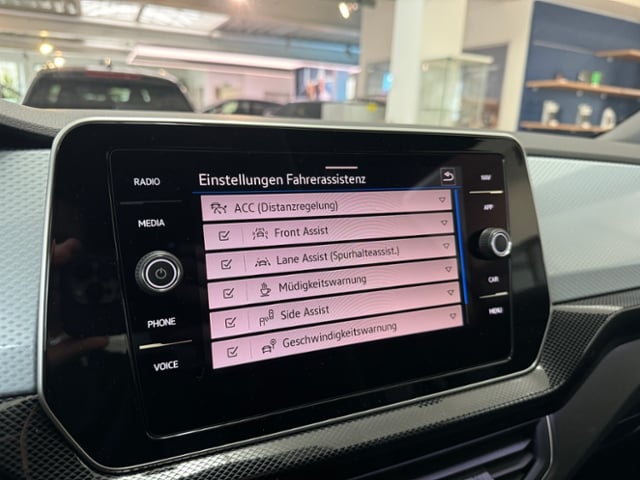 RADIO
MEDIA
PHONE
VOICE
Einstellungen Fahrerassistenz
ACC (Distanzregelung)
Front Assist
Lane Assist (Spurhalteassist.)
Müdigkeitswarnung
Side Assist
Geschwindigkeitswarnung
NAV
APP
CAR
MENU